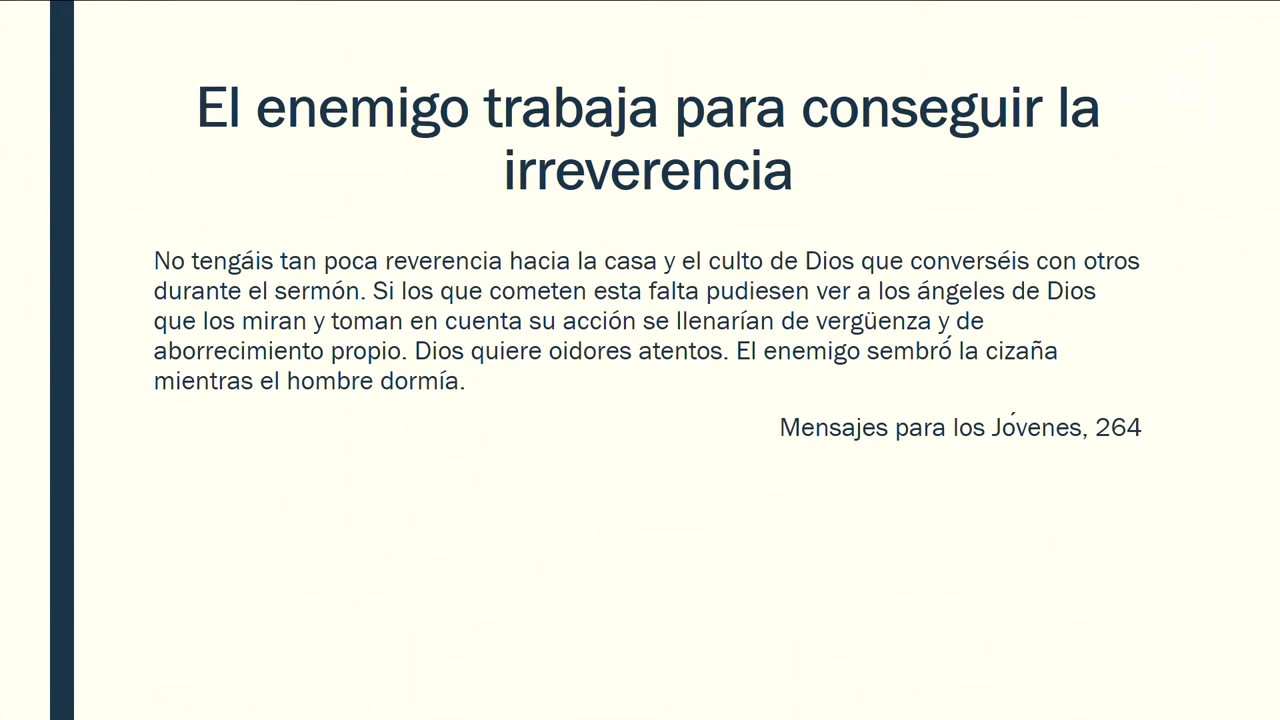 El enemigo trabaja para conseguir la
irreverencia
No tengáis tan poca reverencia hacia la casa y el culto de Dios que converséis con otros
durante el sermón. Si los que cometen esta falta pudiesen ver a los ángeles de Dios
que los miran y toman en cuenta su acción se llenarían de vergüenza y de
aborrecimiento propio. Dios quiere oidores atentos. El enemigo sembró la cizaña
mientras el hombre dormía.
Mensajes para los Jóvenes, 264